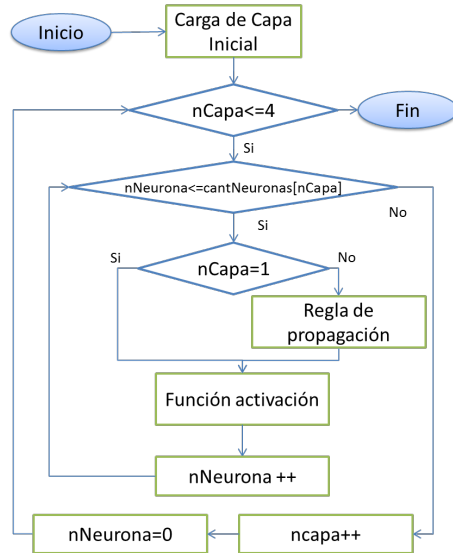 Inicio
Carga de Capa
Inicial
nCapa<=4
Fin
Si
nNeurona<=cantNeuronas[nCapa]
No
Si
Si
nCapa=1
No
Regla de
propagación
Función activación
nNeurona ++
nNeurona=0
ncapa++